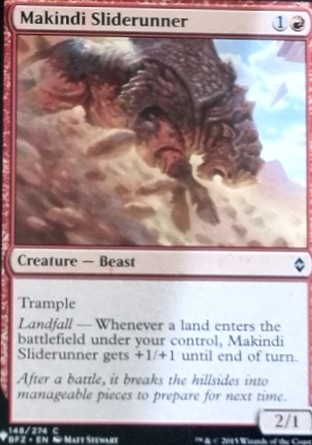 Makindi Sliderunner 1
Creature — Beast
Trample
Landfall — Whenever a land enters the
battlefield under your control, Makindi
Sliderunner gets +1/+1 until end of turn.
After a battle, it breaks the hillsides into
manageable pieces to prepare for next time.
148/274 C
BFZ • EN Matt Stewart
™ & © 2015 Wizards of the Coast
2/1